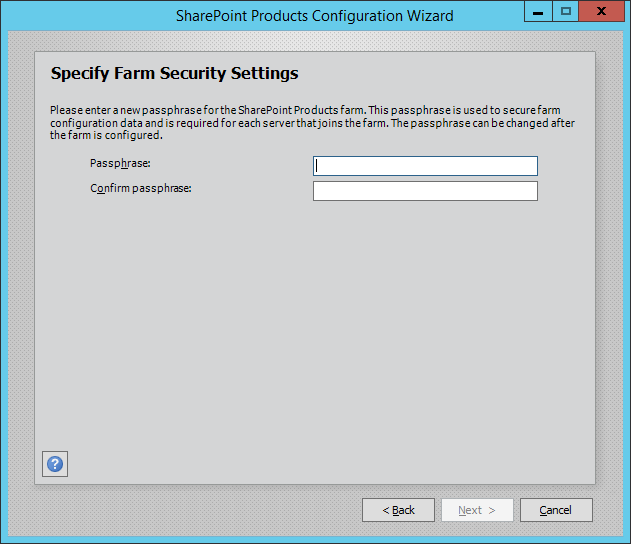 SharePoint Products Configuration Wizard
Specify Farm Security Settings
Please enter a new passphrase for the SharePoint Products farm. This passphrase is used to secure farm
configuration data and is required for each server that joins the farm. The passphrase can be changed after
the farm is configured.
Passphrase:
Confirm passphrase:
?
< Back
Next >
Cancel